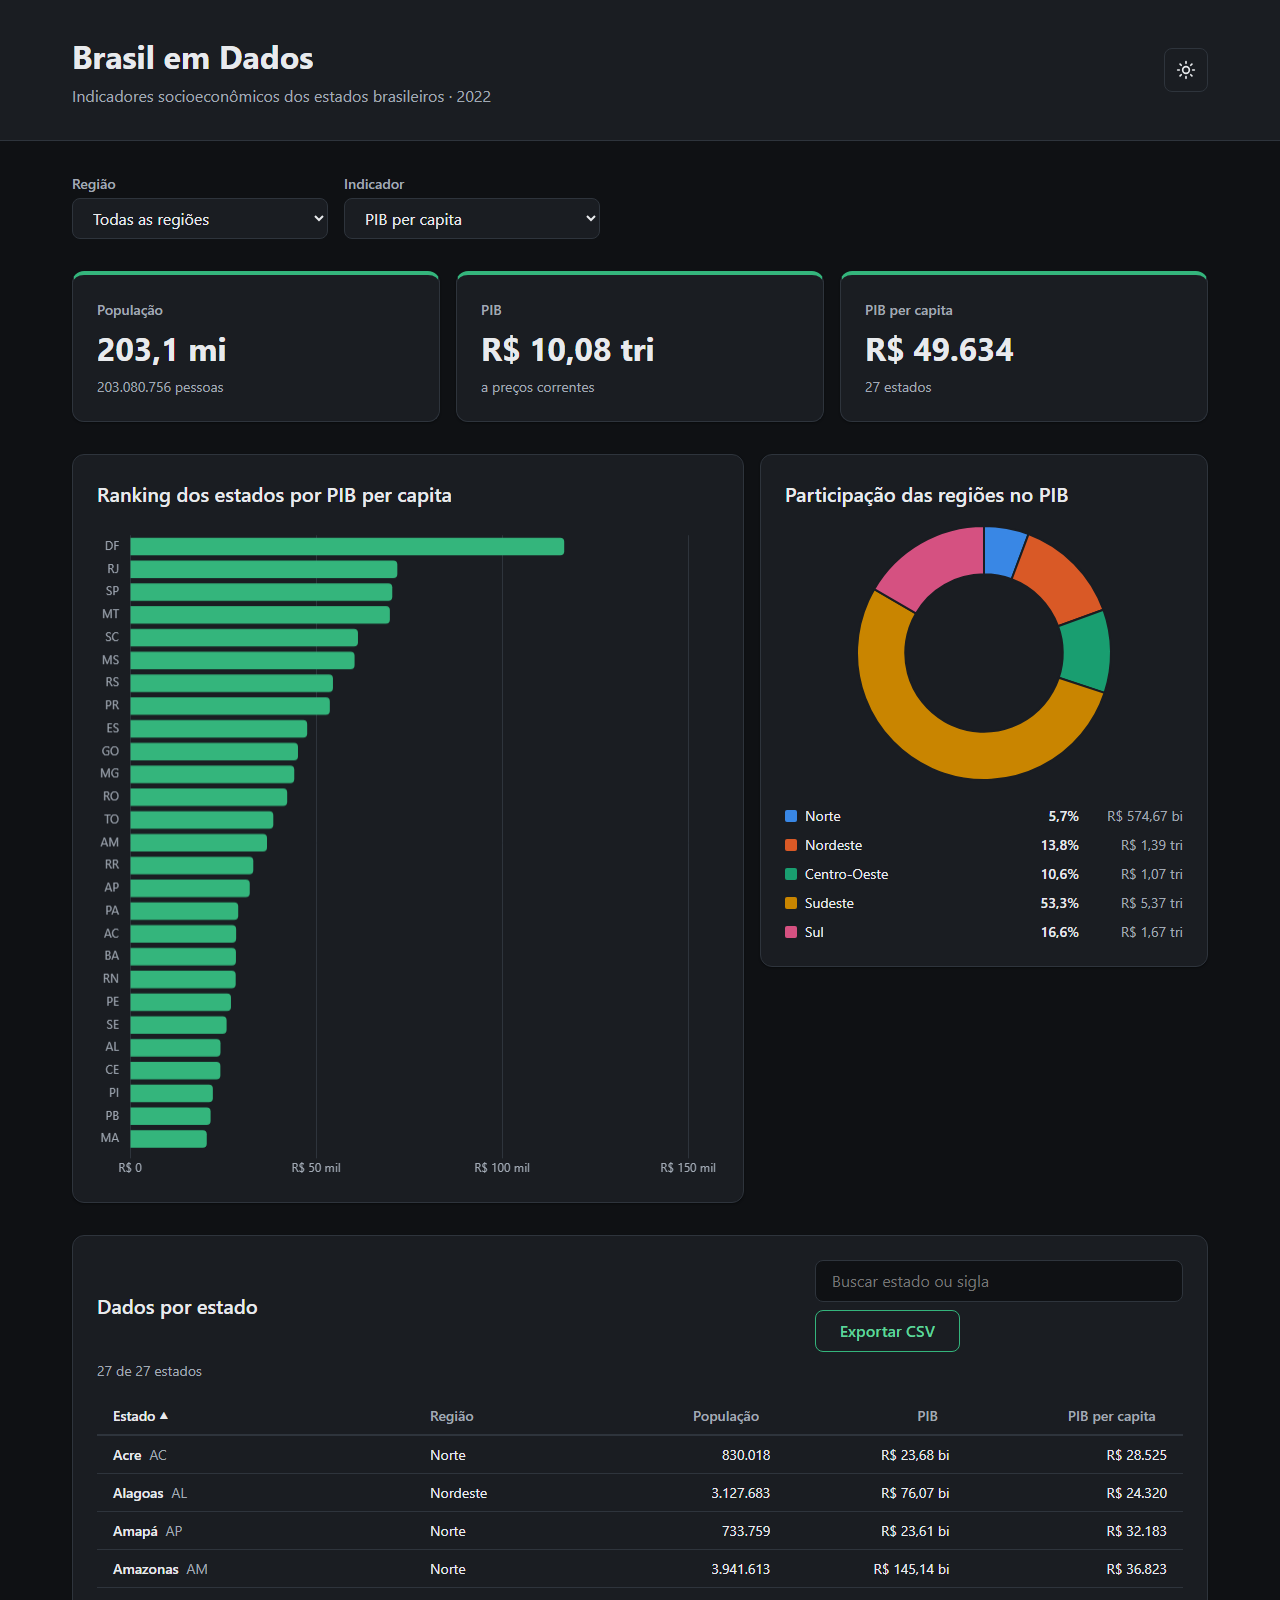 Brasil em Dados
Indicadores socioeconômicos dos estados brasileiros · 2022
Região
Indicador
Todas as regiões
PIB per capita
População
203,1 mi
203.080.756 pessoas
PIB
R$ 10,08 tri
a preços correntes
PIB per capita
R$ 49.634
27 estados
Ranking dos estados por PIB per capita
DF
RJ
SP
MT
SC
MS
RS
PR
ES
GO
MG
RO
TO
AM
RR
AP
PA
AC
BA
RN
PE
SE
AL
CE
PI
PB
MA
R$ 0
R$ 50 mil
R$ 100 mil
R$ 150 mil
Participação das regiões no PIB
Norte 5,7% R$ 574,67 bi
Nordeste 13,8% R$ 1,39 tri
Centro-Oeste 10,6% R$ 1,07 tri
Sudeste 53,3% R$ 5,37 tri
Sul 16,6% R$ 1,67 tri
Dados por estado
Buscar estado ou sigla
Exportar CSV
27 de 27 estados
Estado ▲ Região População PIB PIB per capita
Acre AC Norte 830.018 R$ 23,68 bi R$ 28.525
Alagoas AL Nordeste 3.127.683 R$ 76,07 bi R$ 24.320
Amapá AP Norte 733.759 R$ 23,61 bi R$ 32.183
Amazonas AM Norte 3.941.613 R$ 145,14 bi R$ 36.823